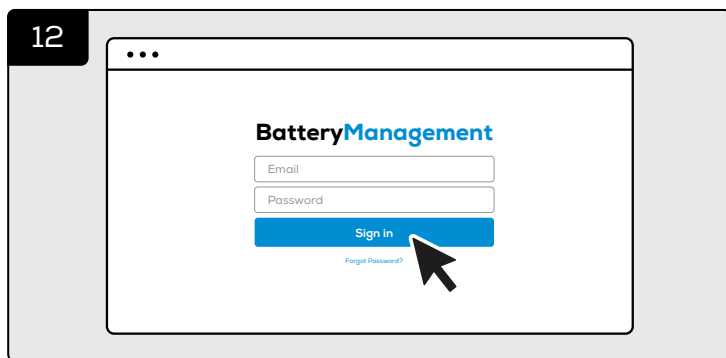 12
BatteryManagement
Email
Password
Sign in
Forgot Password?